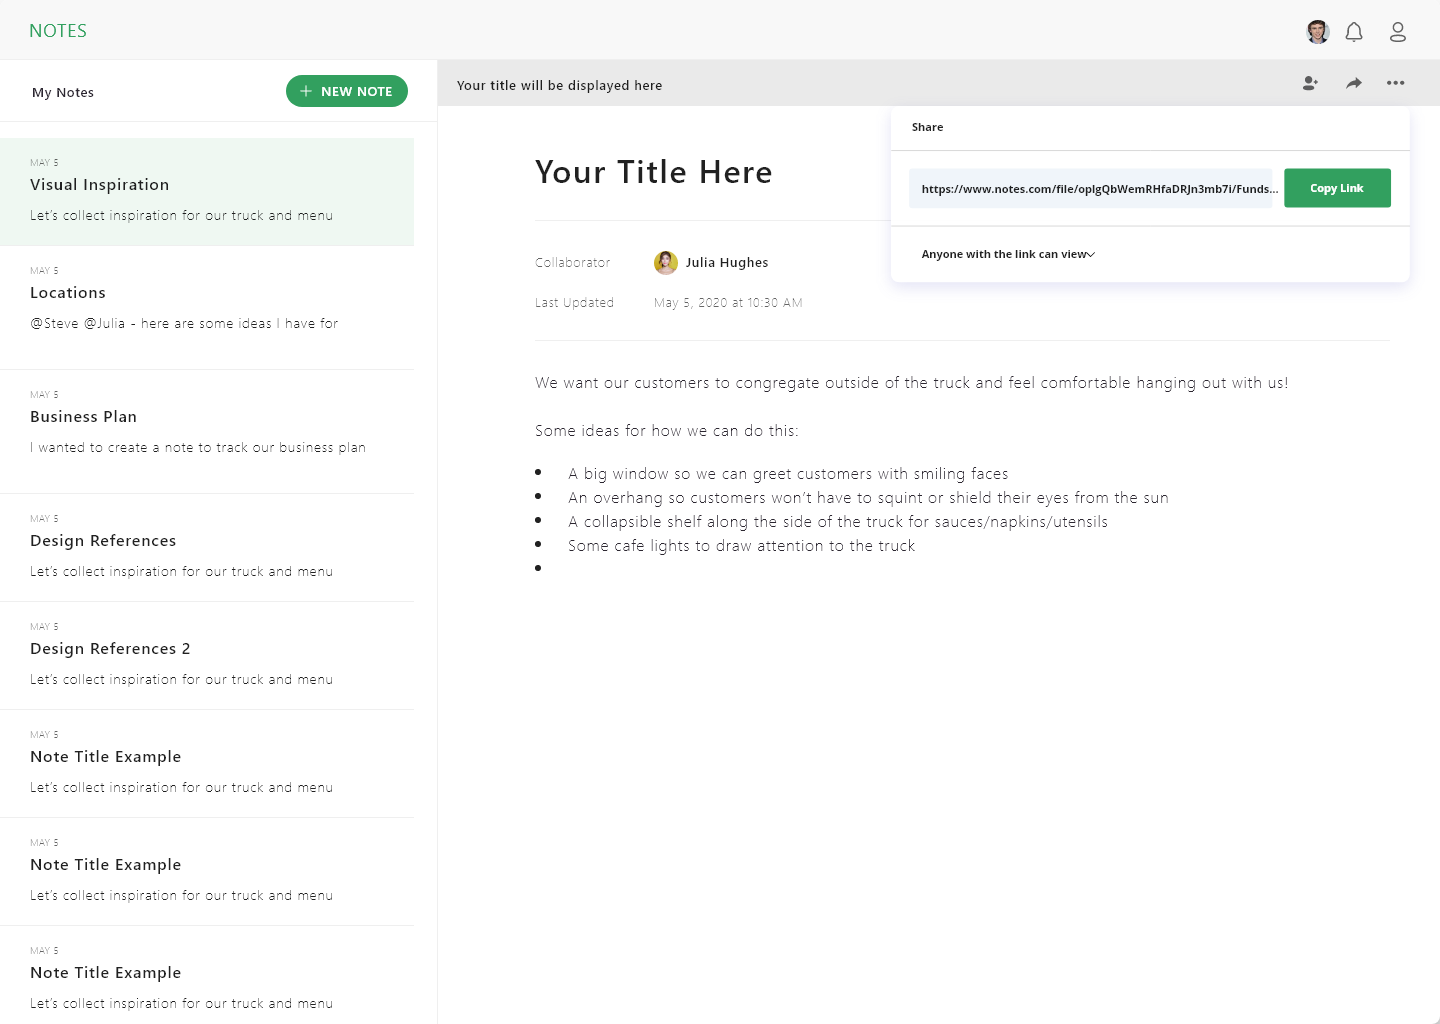 NOTES
My Notes
NEW NOTE
MAY 5
Visual Inspiration
Let's collect inspiration for our truck and menu
MAY 5
Locations
@Steve @Julia - here are some ideas I have for
MAY 5
Business Plan
I wanted to create a note to track our business plan
MAY 5
Design References
Let's collect inspiration for our truck and menu
MAY 5
Design References 2
Let's collect inspiration for our truck and menu
MAY 5
Note Title Example
Let's collect inspiration for our truck and menu
MAY 5
Note Title Example
Let's collect inspiration for our truck and menu
MAY 5
Note Title Example
Let's collect inspiration for our truck and menu
Your title will be displayed here
Share
https://www.notes.com/file/opIgQbWemRHfaDRJn3mb7i/Funds...
Copy Link
Anyone with the link can view
Your Title Here
Collaborator
Julia Hughes
Last Updated
May 5, 2020 at 10:30 AM
We want our customers to congregate outside of the truck and feel comfortable hanging out with us!
Some ideas for how we can do this:
• A big window so we can greet customers with smiling faces
• An overhang so customers won't have to squint or shield their eyes from the sun
• A collapsible shelf along the side of the truck for sauces/napkins/utensils
• Some cafe lights to draw attention to the truck
•